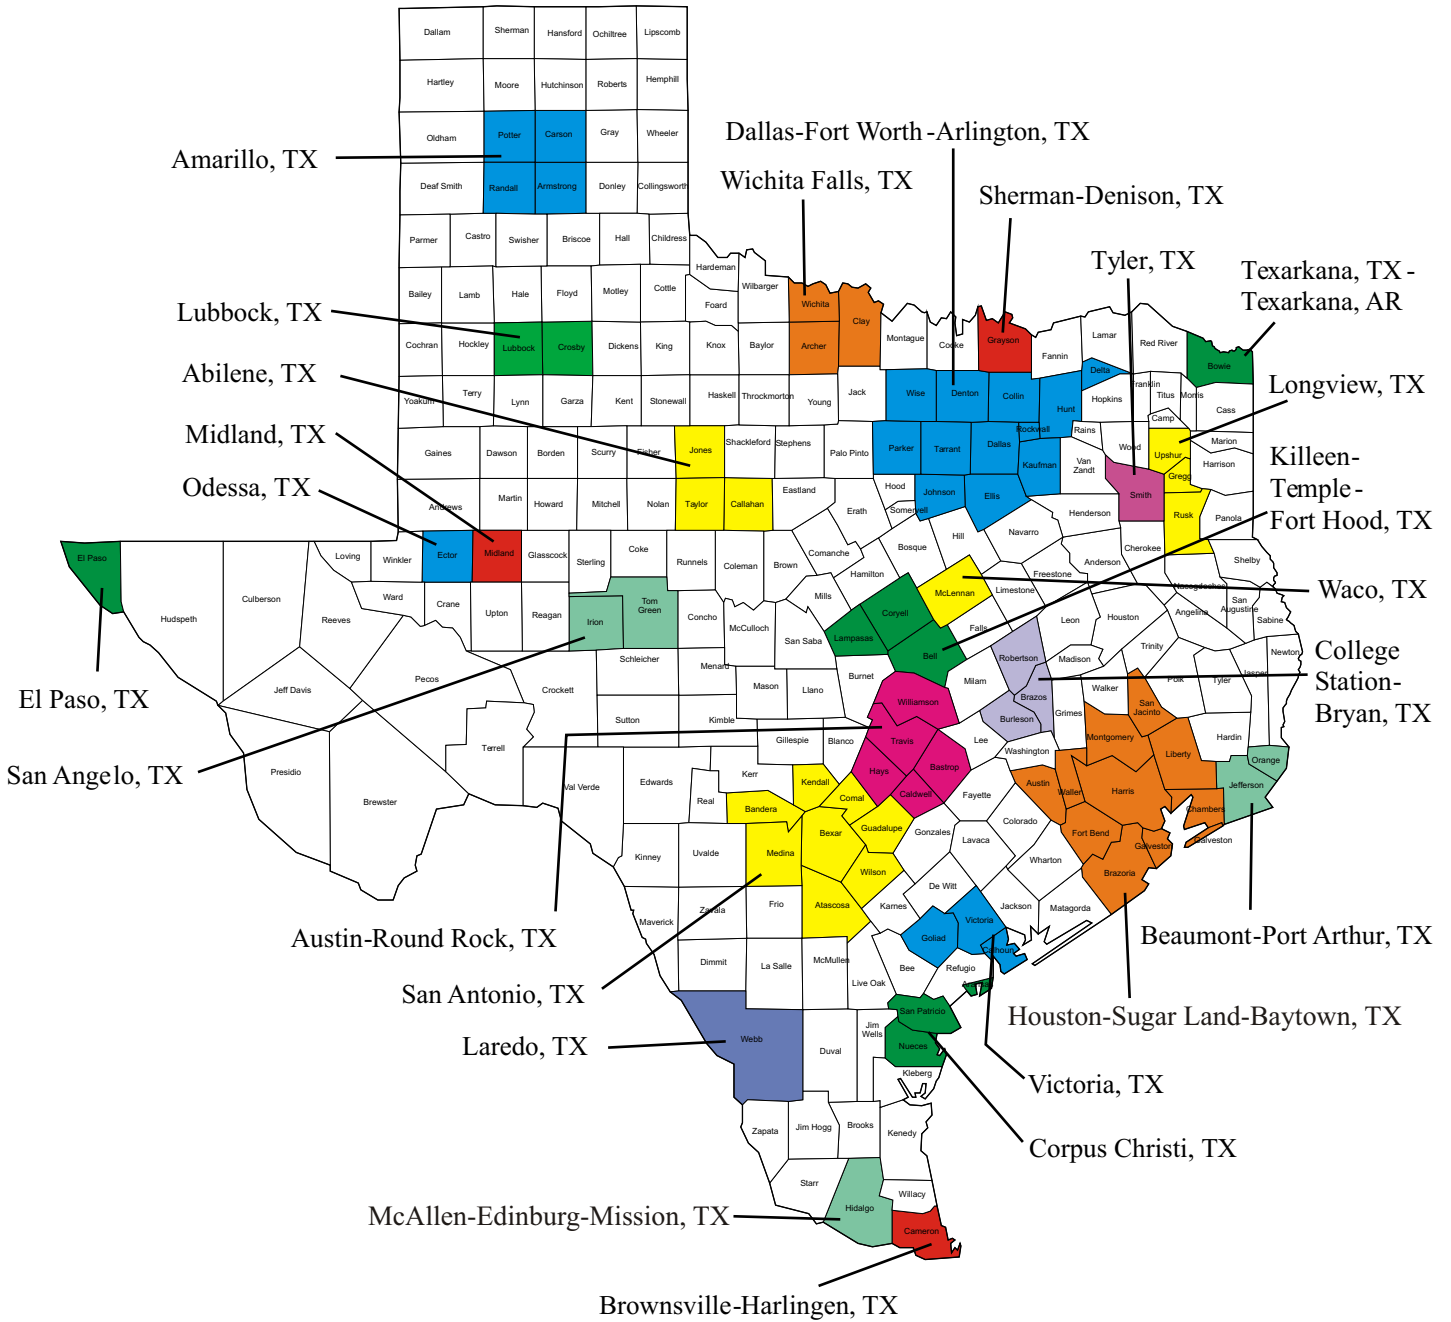 Dallam
Sherman
Hansford
Ochiltree
Lipscomb
Hartley
Moore
Hutchinson
Roberts
Hemphill
Oldham
Potter
Carson
Gray
Wheeler
Deaf Smith
Randall
Armstrong
Donley
Collingsworth
Parmer
Castro
Swisher
Briscoe
Hall
Childress
Bailey
Lamb
Hale
Floyd
Motley
Cottle
Hardeman
Foard
Wilbarger
Wichita
Clay
Cochran
Hockley
Lubbock
Crosby
Dickens
King
Knox
Baylor
Archer
Montague
Cooke
Grayson
Fannin
Lamar
Red River
Bowie
Yoakum
Terry
Lynn
Garza
Kent
Stonewall
Haskell
Throckmorton
Young
Jack
Wise
Denton
Collin
Hunt
Delta
Hopkins
Franklin
Titus
Morris
Camp
Cass
Gaines
Dawson
Borden
Scurry
Fisher
Jones
Shackleford
Stephens
Palo Pinto
Parker
Tarrant
Dallas
Rockwall
Kaufman
Rains
Van
Zandt
Wood
Upshur
Gregg
Marion
Harrison
Andrews
Martin
Howard
Mitchell
Nolan
Taylor
Callahan
Eastland
Erath
Hood
Somervell
Johnson
Ellis
Henderson
Smith
Rusk
Panola
El Paso
Hudspeth
Culberson
Loving
Winkler
Ector
Midland
Glasscock
Sterling
Coke
Runnels
Coleman
Brown
Comanche
Bosque
Hill
Navarro
Anderson
Cherokee
Shelby
Reeves
Ward
Crane
Upton
Reagan
Irion
Tom
Green
Concho
McCulloch
San Saba
Mills
Hamilton
Coryell
McLennan
Limestone
Freestone
Leon
Houston
Nacogdoches
Angelina
San
Augustine
Sabine
Jeff Davis
Pecos
Crockett
Schleicher
Menard
Mason
Llano
Burnet
Lampasas
Bell
Falls
Milam
Robertson
Brazos
Burleson
Madison
Grimes
Walker
Trinity
Polk
Tyler
Jasper
Newton
Presidio
Brewster
Terrell
Val Verde
Sutton
Kimble
Gillespie
Blanco
Williamson
Travis
Hays
Bastrop
Caldwell
Lee
Washington
Fayette
Austin
Waller
Montgomery
San
Jacinto
Liberty
Hardin
Orange
Jefferson
Chambers
Harris
Fort Bend
Galveston
Galveston
Brazoria
Edwards
Real
Kerr
Kendall
Comal
Bandera
Medina
Bexar
Guadalupe
Wilson
Atascosa
Gonzales
Lavaca
Colorado
Wharton
Matagorda
Jackson
De Witt
Karnes
Kinney
Uvalde
Maverick
Zavala
Frio
Dimmit
La Salle
McMullen
Live Oak
Bee
Goliad
Victoria
Calhoun
Refugio
Aransas
San Patricio
Nueces
Jim
Wells
Kleberg
Webb
Duval
Zapata
Jim Hogg
Brooks
Kenedy
Starr
Hidalgo
Willacy
Cameron
Amarillo, TX
Lubbock, TX
Abilene, TX
Midland, TX
Odessa, TX
El Paso, TX
San Angelo, TX
Austin-Round Rock, TX
San Antonio, TX
Laredo, TX
McAllen-Edinburg-Mission, TX
Brownsville-Harlingen, TX
Dallas-Fort Worth-Arlington, TX
Wichita Falls, TX
Sherman-Denison, TX
Tyler, TX
Texarkana, TX -
Texarkana, AR
Longview, TX
Killeen-
Temple-
Fort Hood, TX
Waco, TX
College
Station-
Bryan, TX
Beaumont-Port Arthur, TX
Houston-Sugar Land-Baytown, TX
Victoria, TX
Corpus Christi, TX